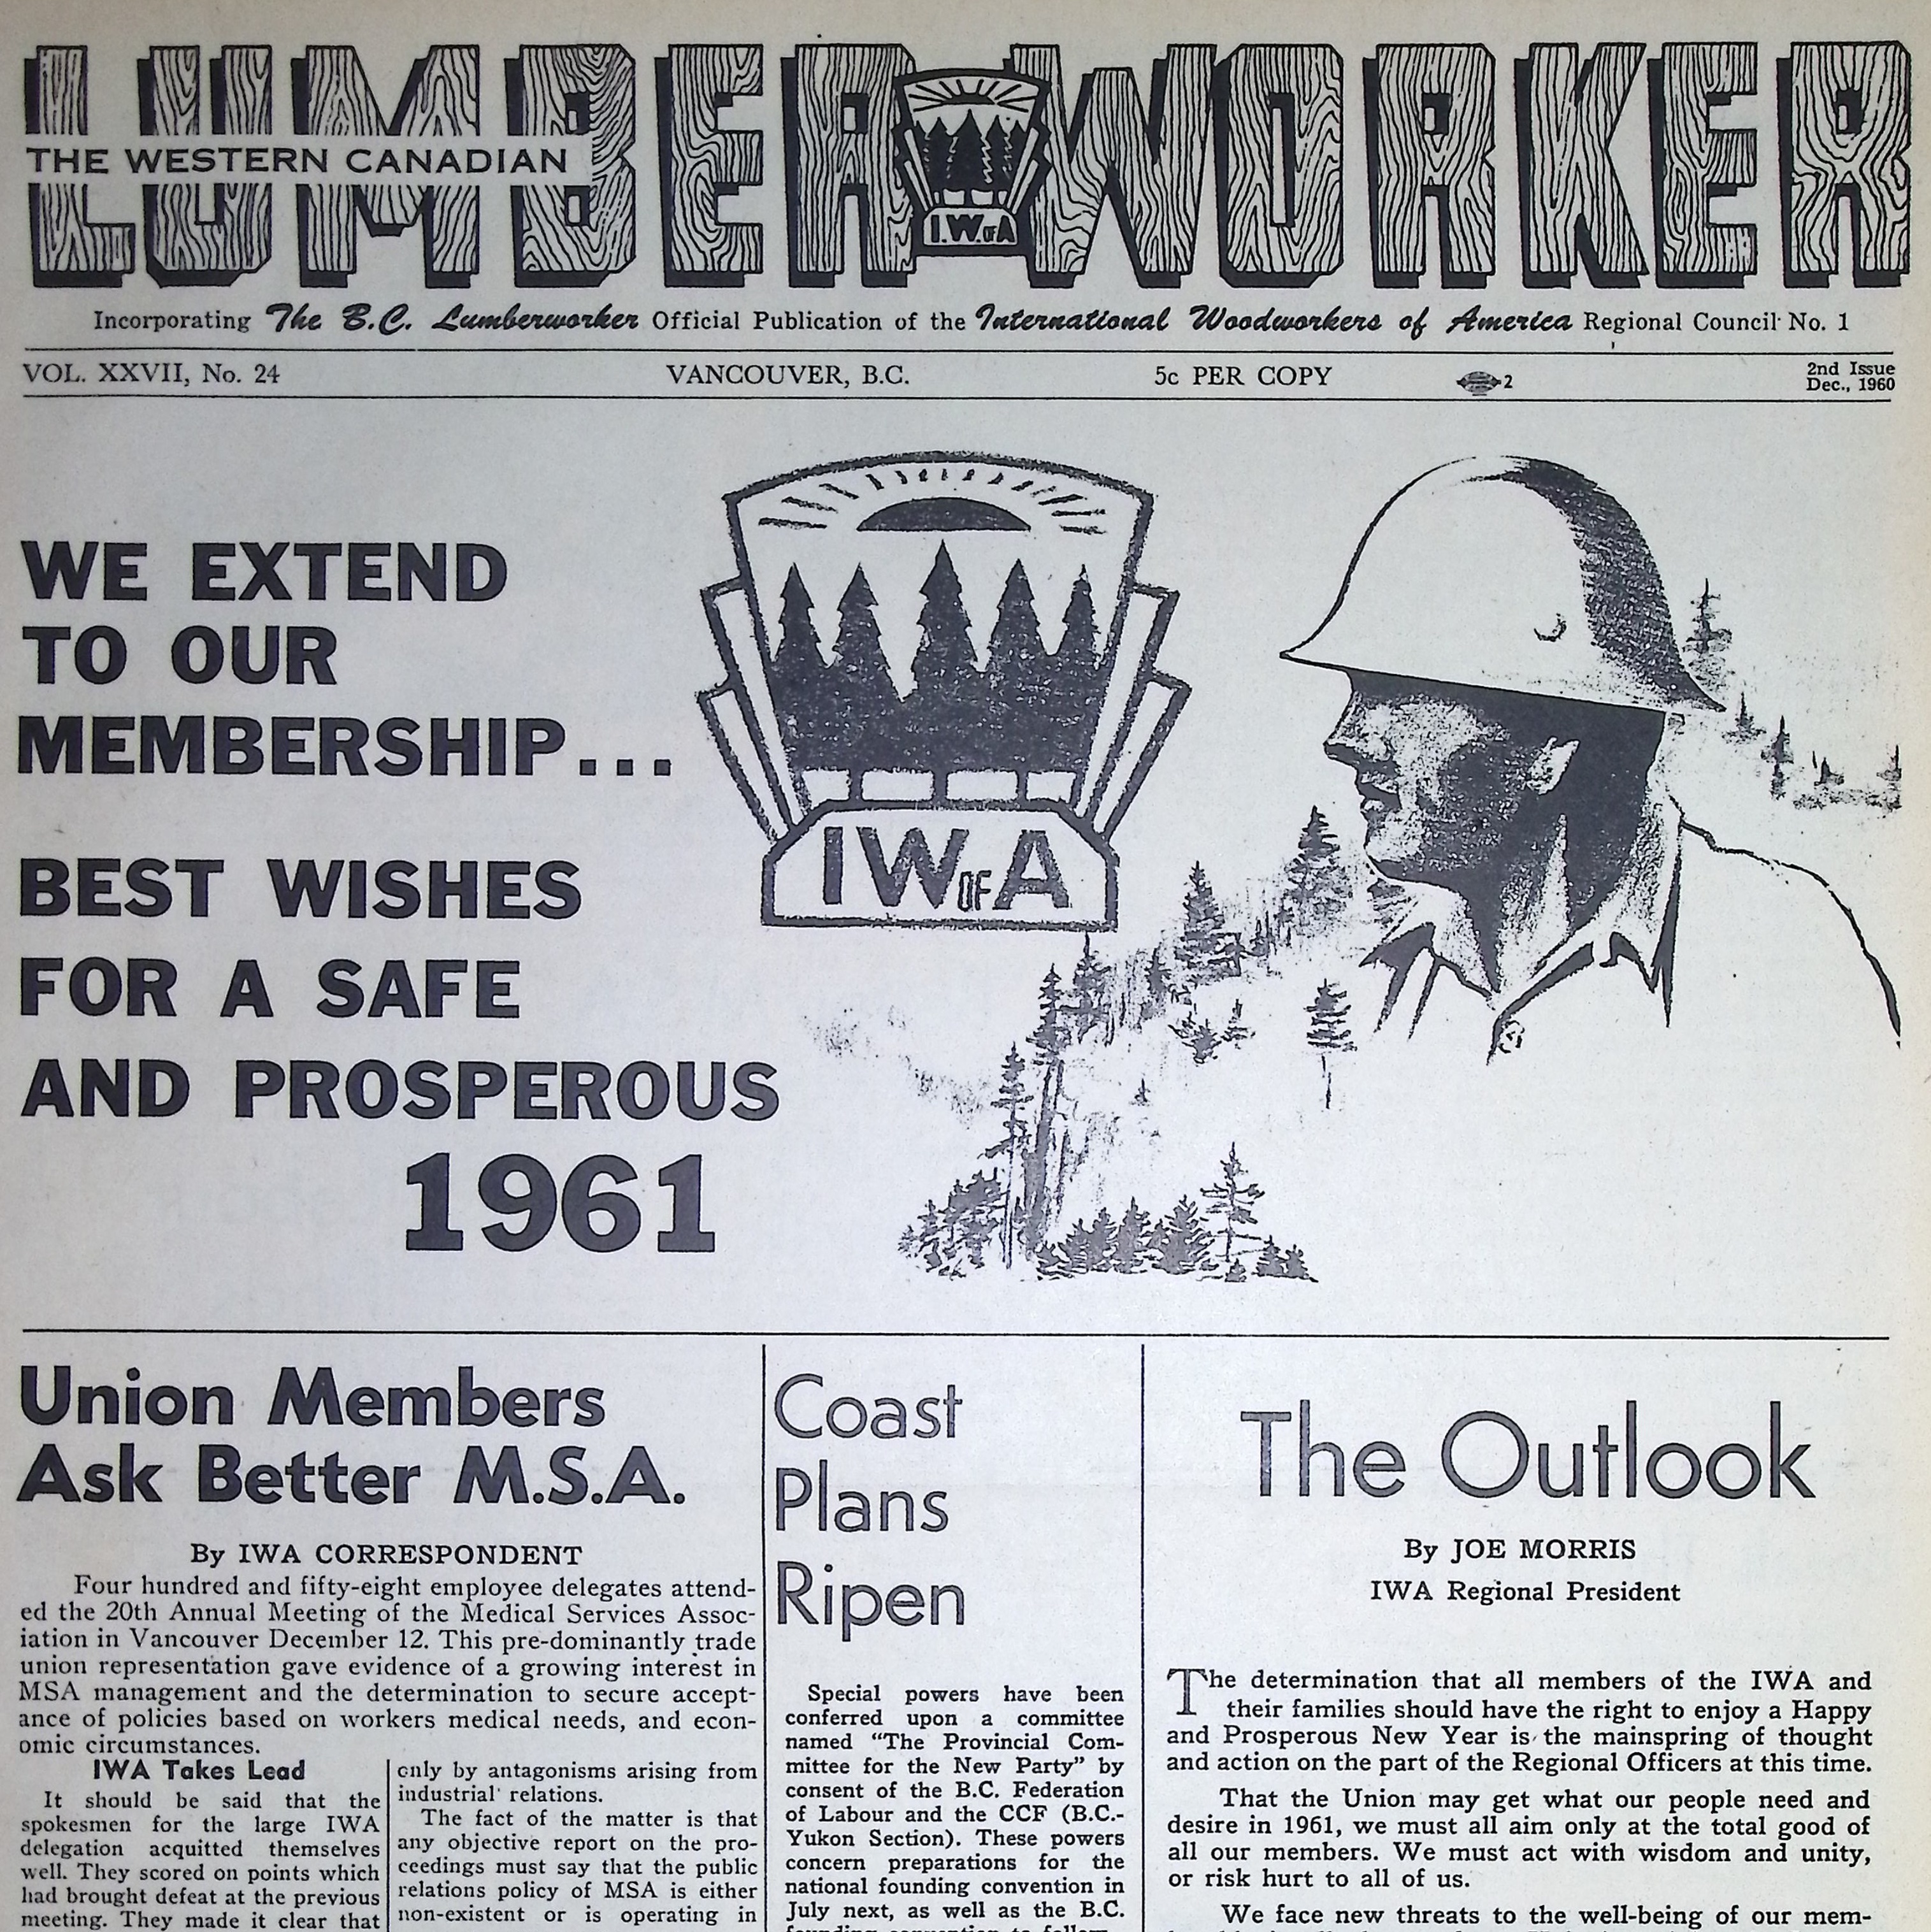 LUMBER WORKER
THE WESTERN CANADIAN
I.W.OF A
Incorporating The B.C. Lumberworker Official Publication of the International Woodworkers of America Regional Council No. 1
VOL. XXVII, No. 24
VANCOUVER, B.C.
5c PER COPY
2
2nd Issue
Dec., 1960
WE EXTEND
TO OUR
MEMBERSHIP...
BEST WISHES
FOR A SAFE
AND PROSPEROUS
1961
IW OF A
Union Members
Ask Better M.S.A.
By IWA CORRESPONDENT
Four hundred and fifty-eight employee delegates attend-
ed the 20th Annual Meeting of the Medical Services Assoc-
iation in Vancouver December 12. This pre-dominantly trade
union representation gave evidence of a growing interest in
MSA management and the determination to secure accept-
ance of policies based on workers medical needs, and econ-
omic circumstances.
IWA Takes Lead
It should be said that the
spokesmen for the large IWA
delegation acquitted themselves
well. They scored on points which
had brought defeat at the previous
meeting. They made it clear that
only by antagonisms arising from
industrial relations.
The fact of the matter is that
any objective report on the pro-
ceedings must say that the public
relations policy of MSA is either
non-existent or is operating in
Coast
Plans
Ripen
Special powers have been
conferred upon a committee
named "The Provincial Com-
mittee for the New Party" by
consent of the B.C. Federation
of Labour and the CCF (B.C.-
Yukon Section). These powers
concern preparations for the
national founding convention in
July next, as well as the B.C.
The Outlook
By JOE MORRIS
IWA Regional President
The determination that all members of the IWA and
their families should have the right to enjoy a Happy
and Prosperous New Year is the mainspring of thought
and action on the part of the Regional Officers at this time.
That the Union may get what our people need and
desire in 1961, we must all aim only at the total good of
all our members. We must act with wisdom and unity,
or risk hurt to all of us.
We face new threats to the well-being of our mem-